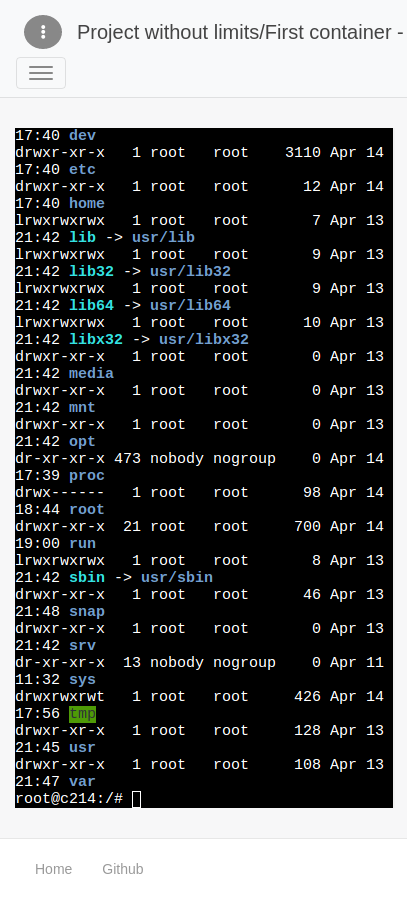 Project without limits/First container -
17:40 dev
drwxr-xr-x   1 root   root    3110 Apr 14
17:40 etc
drwxr-xr-x   1 root   root      12 Apr 14
17:40 home
lrwxrwxrwx   1 root   root       7 Apr 13
21:42 lib -> usr/lib
lrwxrwxrwx   1 root   root       9 Apr 13
21:42 lib32 -> usr/lib32
lrwxrwxrwx   1 root   root       9 Apr 13
21:42 lib64 -> usr/lib64
lrwxrwxrwx   1 root   root      10 Apr 13
21:42 libx32 -> usr/libx32
drwxr-xr-x   1 root   root       0 Apr 13
21:42 media
drwxr-xr-x   1 root   root       0 Apr 13
21:42 mnt
drwxr-xr-x   1 root   root       0 Apr 13
21:42 opt
dr-xr-xr-x 473 nobody nogroup    0 Apr 14
17:39 proc
drwx------   1 root   root      98 Apr 14
18:44 root
drwxr-xr-x  21 root   root     700 Apr 14
19:00 run
lrwxrwxrwx   1 root   root       8 Apr 13
21:42 sbin -> usr/sbin
drwxr-xr-x   1 root   root      46 Apr 13
21:48 snap
drwxr-xr-x   1 root   root       0 Apr 13
21:42 srv
dr-xr-xr-x  13 nobody nogroup    0 Apr 11
11:32 sys
drwxrwxrwt   1 root   root     426 Apr 14
17:56 tmp
drwxr-xr-x   1 root   root     128 Apr 13
21:45 usr
drwxr-xr-x   1 root   root     108 Apr 13
21:47 var
root@c214:/#
Home Github